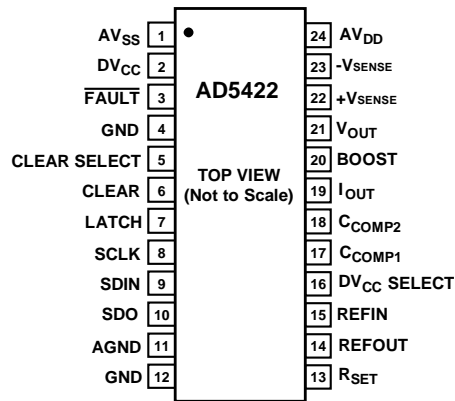 AVSS 1 24 AVDD
DVCC 2 23 -VSENSE
FAULT 3 AD5422 22 +VSENSE
GND 4 21 VOUT
CLEAR SELECT 5 20 BOOST
TOP VIEW
CLEAR 6 (Not to Scale) 19 IOUT
LATCH 7 18 CCOMP2
SCLK 8 17 CCOMP1
SDIN 9 16 DVCC SELECT
SDO 10 15 REFIN
AGND 11 14 REFOUT
GND 12 13 RSET